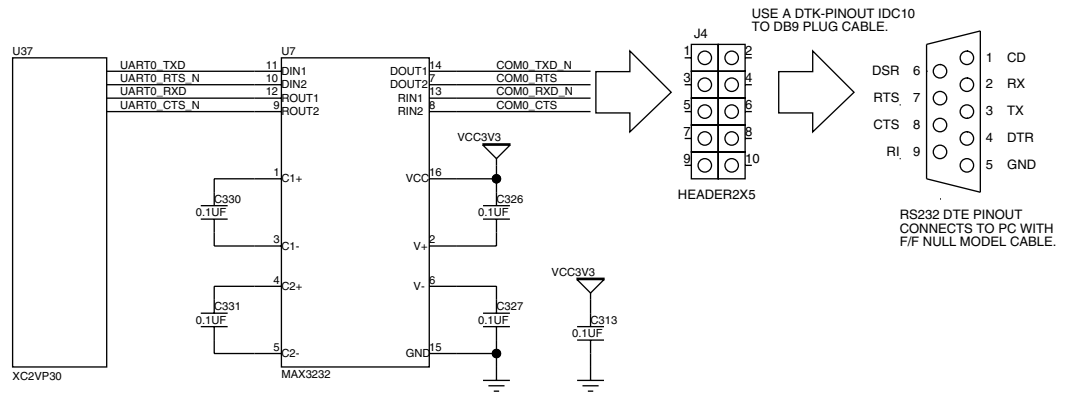 USE A DTK-PINOUT IDC10
TO DB9 PLUG CABLE.
U37
U7
J4
UART0_TXD 11 DIN1 DOUT1 14 COM0_TXD_N
UART0_RTS_N 10 DIN2 DOUT2 7 COM0_RTS
UART0_RXD 12 ROUT1 RIN1 13 COM0_RXD_N
UART0_CTS_N 9 ROUT2 RIN2 8 COM0_CTS
1 2
3 4
5 6
7 8
9 10
HEADER2X5
1 CD
DSR 6
2 RX
RTS 7
3 TX
CTS 8
4 DTR
RI 9
5 GND
RS232 DTE PINOUT
CONNECTS TO PC WITH
F/F NULL MODEL CABLE.
VCC3V3
1 C1+ VCC 16
C330
0.1UF
C326
0.1UF
3 C1- V+ 2
4 C2+ V- 6
C331
0.1UF
C327
0.1UF
5 C2- GND 15
VCC3V3
C313
0.1UF
XC2VP30
MAX3232